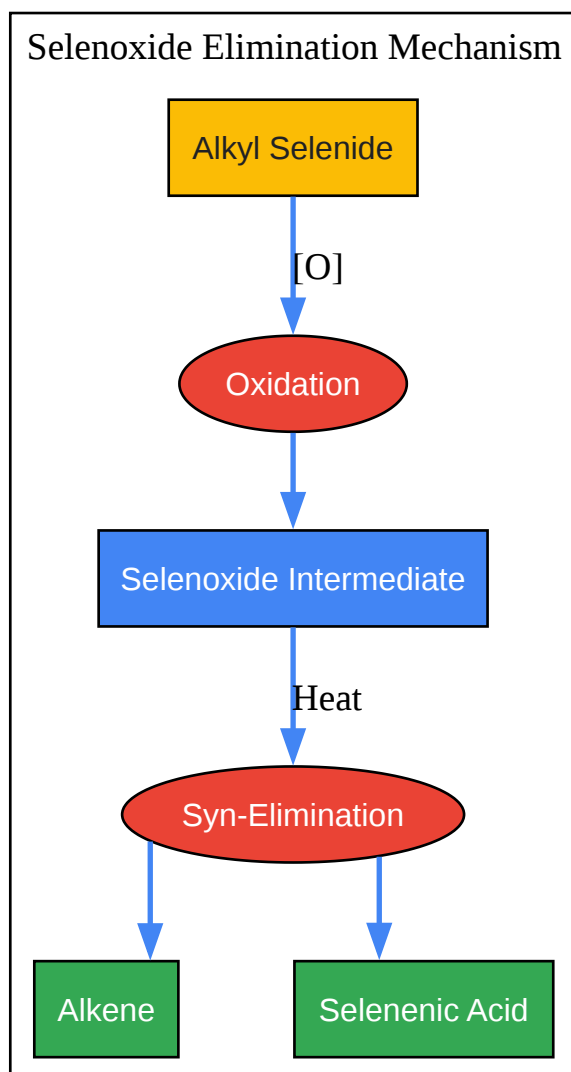 Selenoxide Elimination Mechanism
Alkyl Selenide
[O]
Oxidation
Selenoxide Intermediate
Heat
Syn-Elimination
Alkene
Selenenic Acid